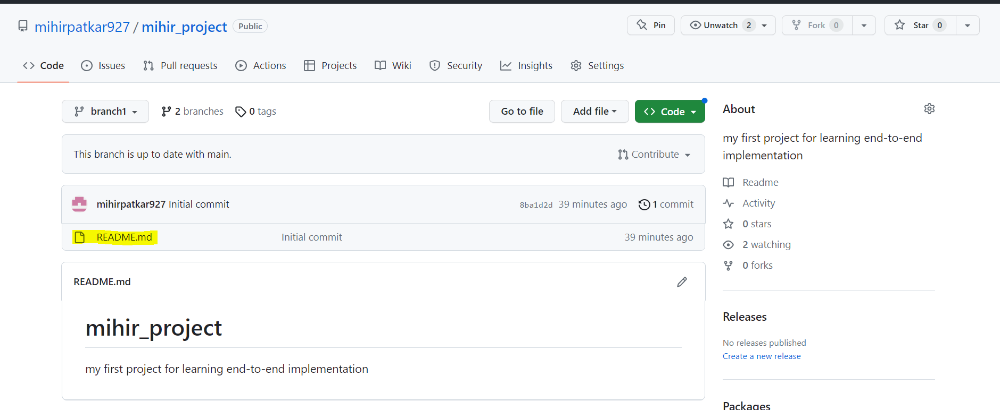 mihirpatkar927 / mihir_project Public
Pin Unwatch 2 Fork 0 Star 0
Code Issues Pull requests Actions Projects Wiki Security Insights Settings
branch1 2 branches 0 tags Go to file Add file Code
This branch is up to date with main. Contribute
mihirpatkar927 Initial commit 8ba1d2d 39 minutes ago 1 commit
README.md Initial commit 39 minutes ago
README.md
mihir_project
my first project for learning end-to-end implementation
About
my first project for learning end-to-end
implementation
Readme
Activity
0 stars
2 watching
0 forks
Releases
No releases published
Create a new release
Packages